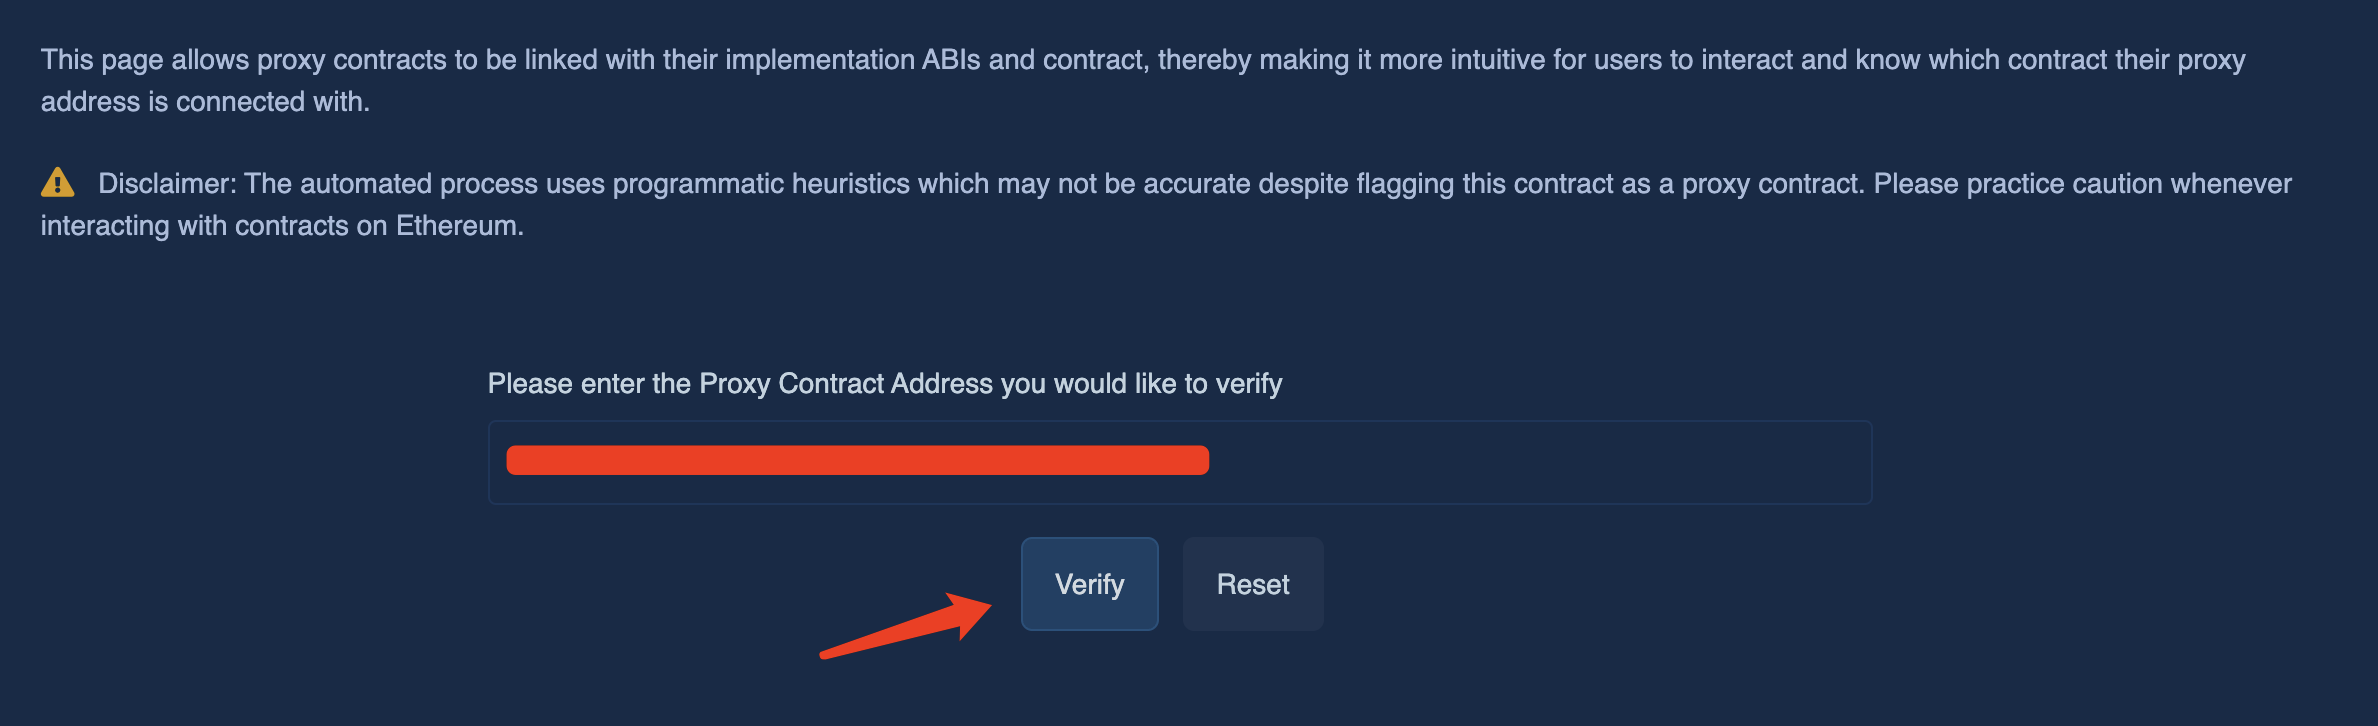 This page allows proxy contracts to be linked with their implementation ABIs and contract, thereby making it more intuitive for users to interact and know which contract their proxy
address is connected with.
Disclaimer: The automated process uses programmatic heuristics which may not be accurate despite flagging this contract as a proxy contract. Please practice caution whenever
interacting with contracts on Ethereum.
Please enter the Proxy Contract Address you would like to verify
Verify
Reset